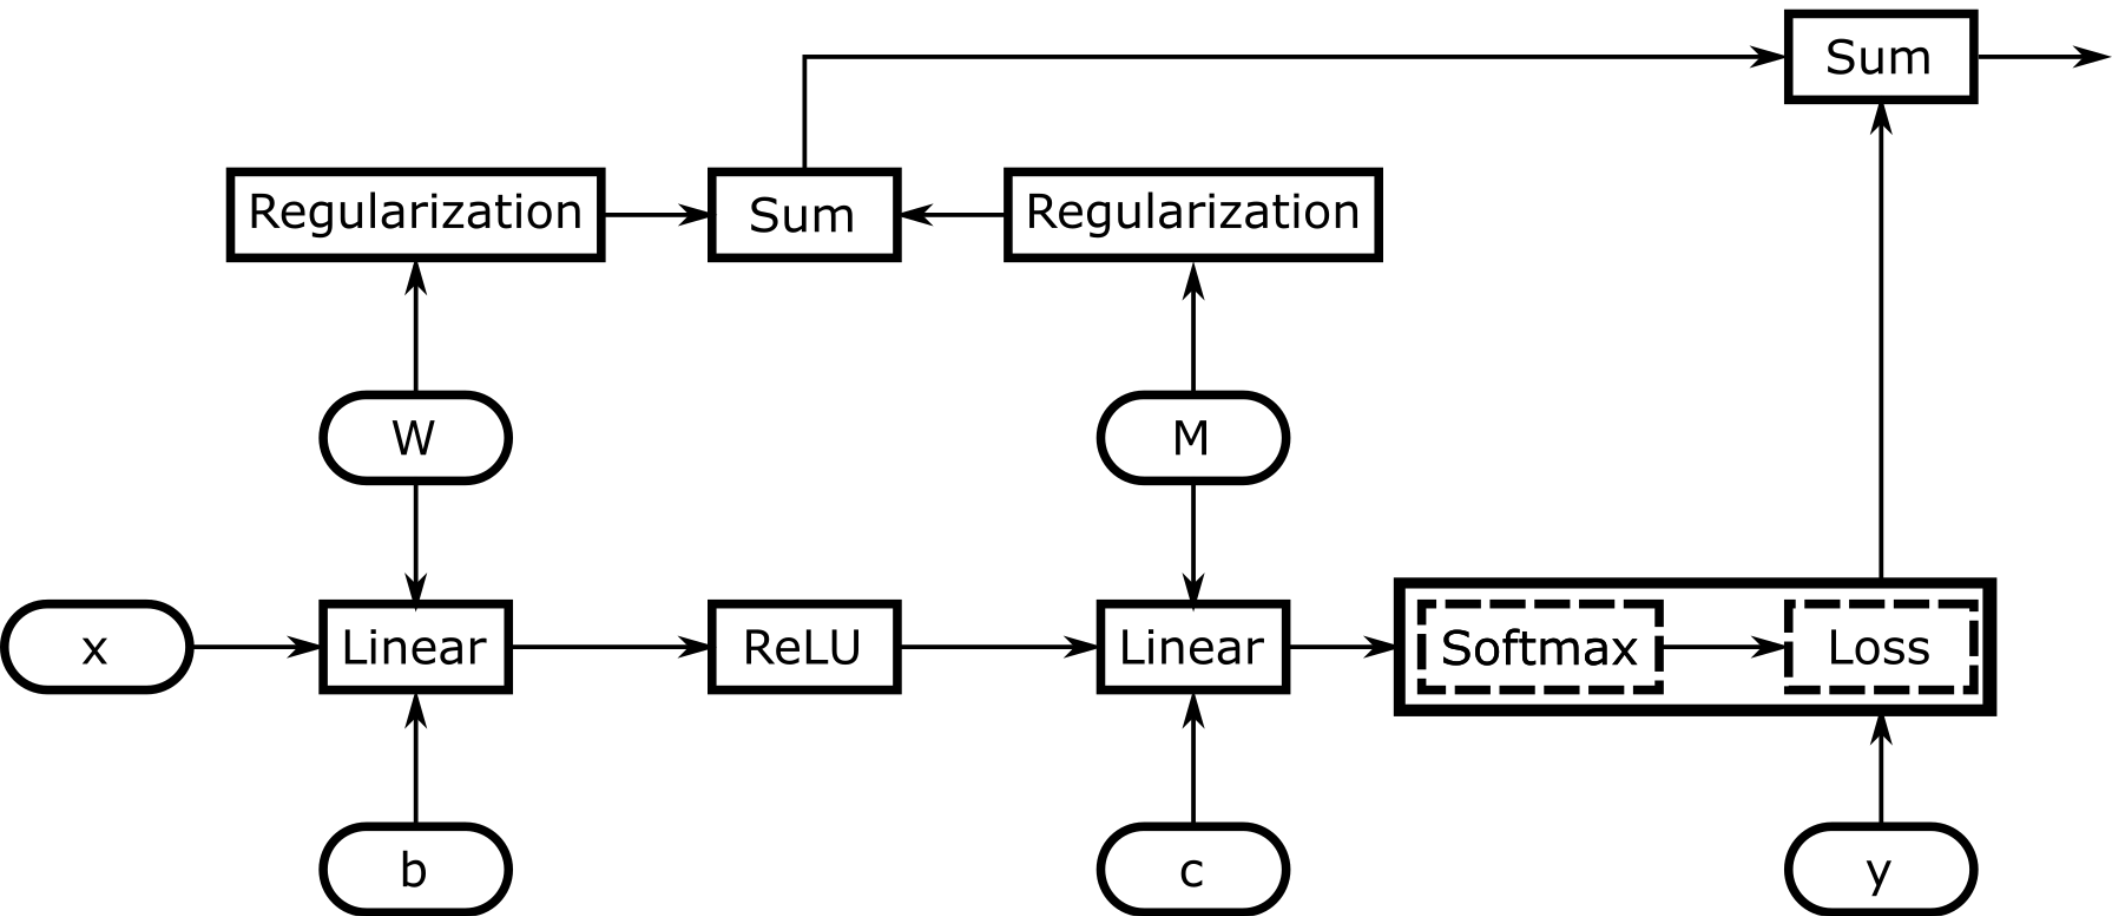 Sum
Regularization
Sum
Regularization
W
M
x
Linear
ReLU
Linear
Softmax
Loss
b
c
y